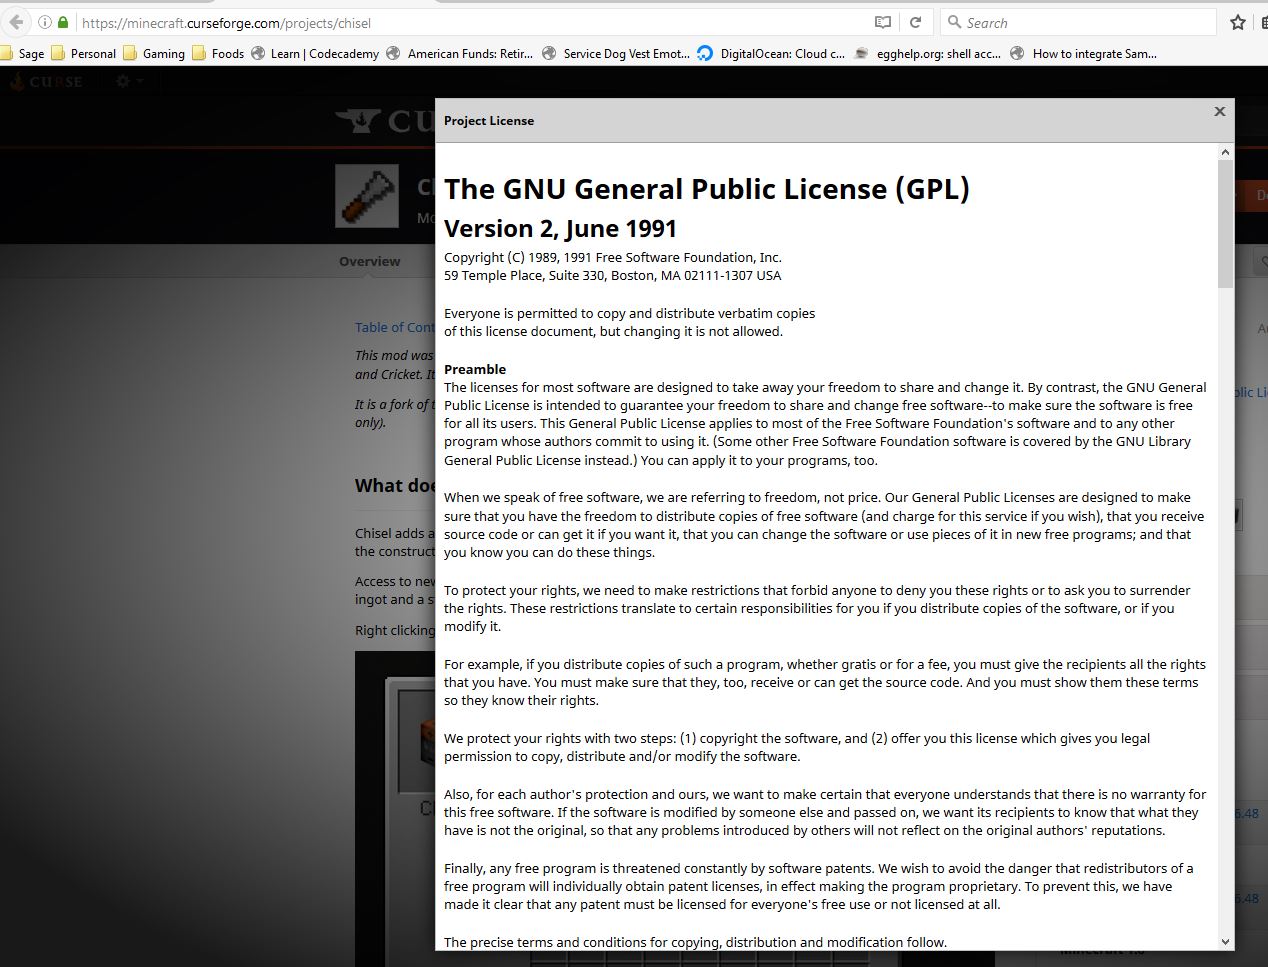 https://minecraft.curseforge.com/projects/chisel
Search
Sage Personal Gaming Foods Learn | Codecademy American Funds: Retir... Service Dog Vest Emot... DigitalOcean: Cloud c... egghelp.org: shell acc... How to integrate Sam...
CURSE
CU
Project License
The GNU General Public License (GPL)
Version 2, June 1991
Copyright (C) 1989, 1991 Free Software Foundation, Inc.
59 Temple Place, Suite 330, Boston, MA 02111-1307 USA
Everyone is permitted to copy and distribute verbatim copies
of this license document, but changing it is not allowed.
Preamble
The licenses for most software are designed to take away your freedom to share and change it. By contrast, the GNU General
Public License is intended to guarantee your freedom to share and change free software--to make sure the software is free
for all its users. This General Public License applies to most of the Free Software Foundation's software and to any other
program whose authors commit to using it. (Some other Free Software Foundation software is covered by the GNU Library
General Public License instead.) You can apply it to your programs, too.
When we speak of free software, we are referring to freedom, not price. Our General Public Licenses are designed to make
sure that you have the freedom to distribute copies of free software (and charge for this service if you wish), that you receive
source code or can get it if you want it, that you can change the software or use pieces of it in new free programs; and that
you know you can do these things.
To protect your rights, we need to make restrictions that forbid anyone to deny you these rights or to ask you to surrender
the rights. These restrictions translate to certain responsibilities for you if you distribute copies of the software, or if you
modify it.
For example, if you distribute copies of such a program, whether gratis or for a fee, you must give the recipients all the rights
that you have. You must make sure that they, too, receive or can get the source code. And you must show them these terms
so they know their rights.
We protect your rights with two steps: (1) copyright the software, and (2) offer you this license which gives you legal
permission to copy, distribute and/or modify the software.
Also, for each author's protection and ours, we want to make certain that everyone understands that there is no warranty for
this free software. If the software is modified by someone else and passed on, we want its recipients to know that what they
have is not the original, so that any problems introduced by others will not reflect on the original authors' reputations.
Finally, any free program is threatened constantly by software patents. We wish to avoid the danger that redistributors of a
free program will individually obtain patent licenses, in effect making the program proprietary. To prevent this, we have
made it clear that any patent must be licensed for everyone's free use or not licensed at all.
The precise terms and conditions for copying, distribution and modification follow.
Overview
Table of Cont
This mod was
and Cricket. It
It is a fork of t
only).
What doe
Chisel adds a
the construct
Access to new
ingot and a s
Right clicking
6.48
6.48